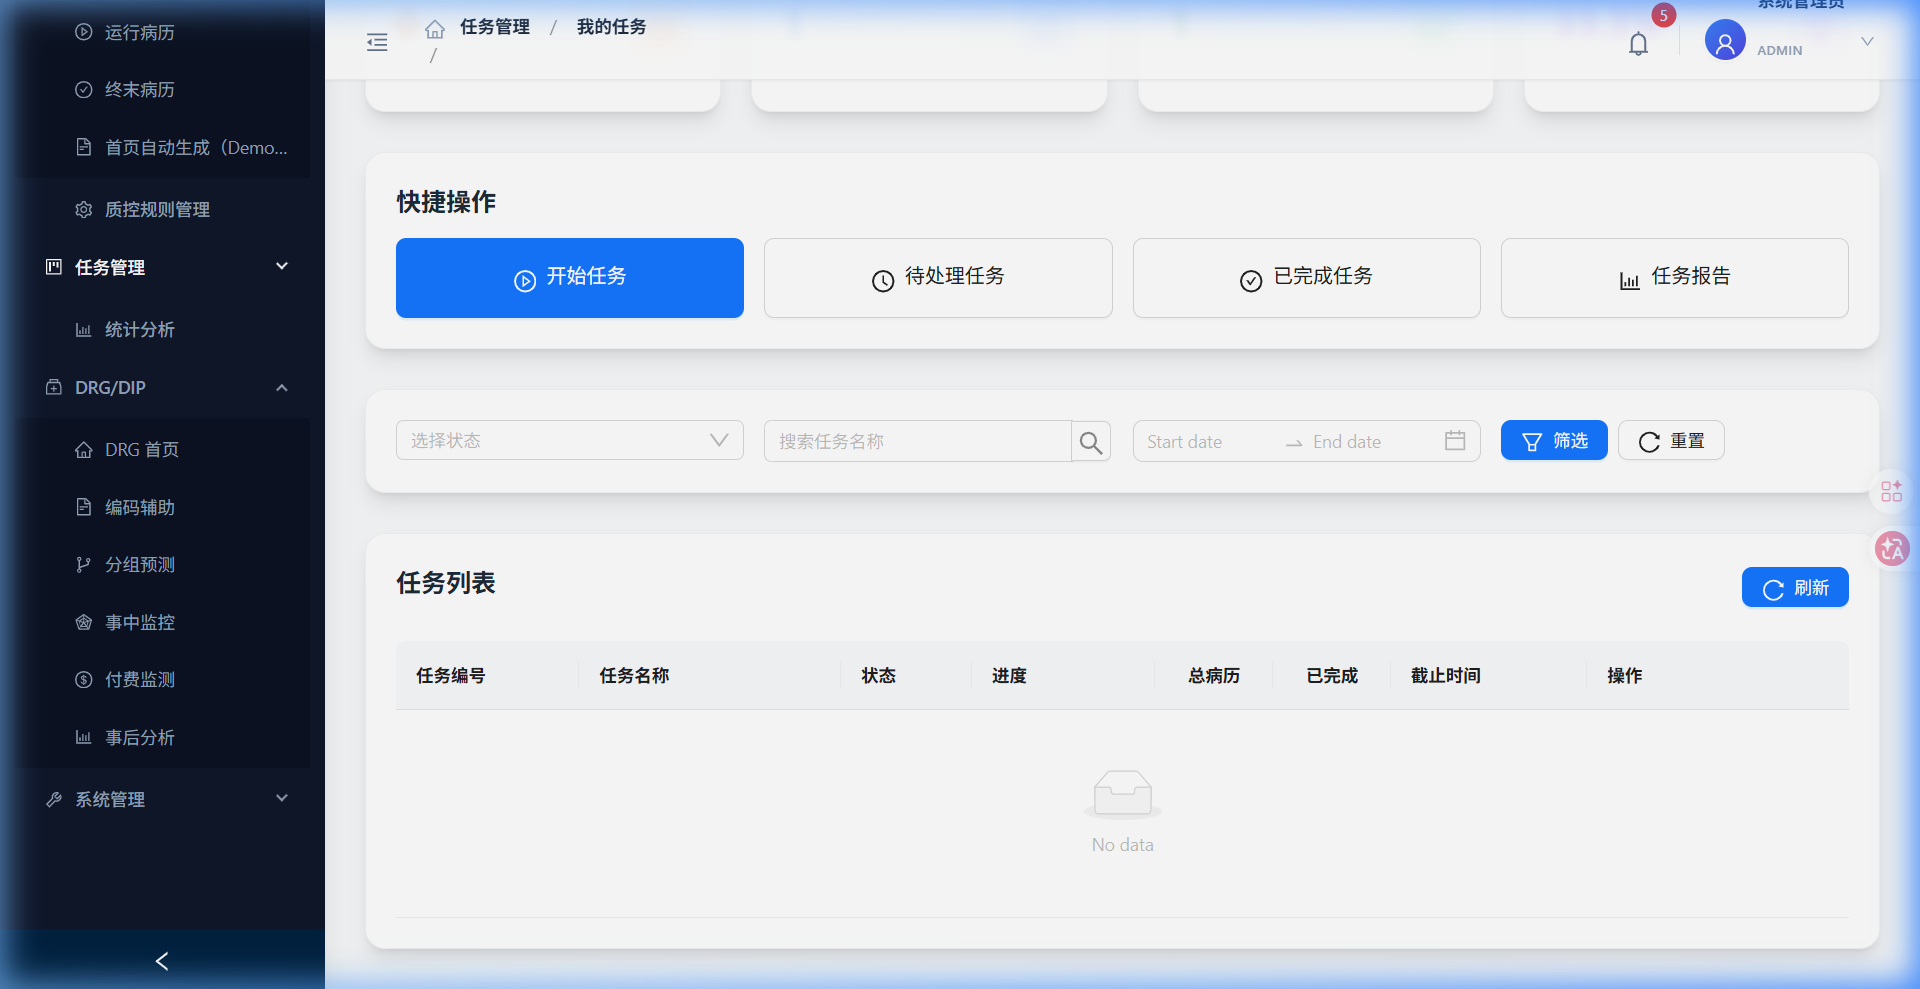 运行病历
终末病历
首页自动生成（Demo...
质控规则管理
任务管理
统计分析
DRG/DIP
DRG 首页
编码辅助
分组预测
事中监控
付费监测
事后分析
系统管理
任务管理 / 我的任务
/
5
系统管理员
ADMIN
快捷操作
开始任务
待处理任务
已完成任务
任务报告
选择状态
搜索任务名称
Start date
End date
筛选
重置
任务列表
刷新
任务编号 任务名称 状态 进度 总病历 已完成 截止时间 操作
No data